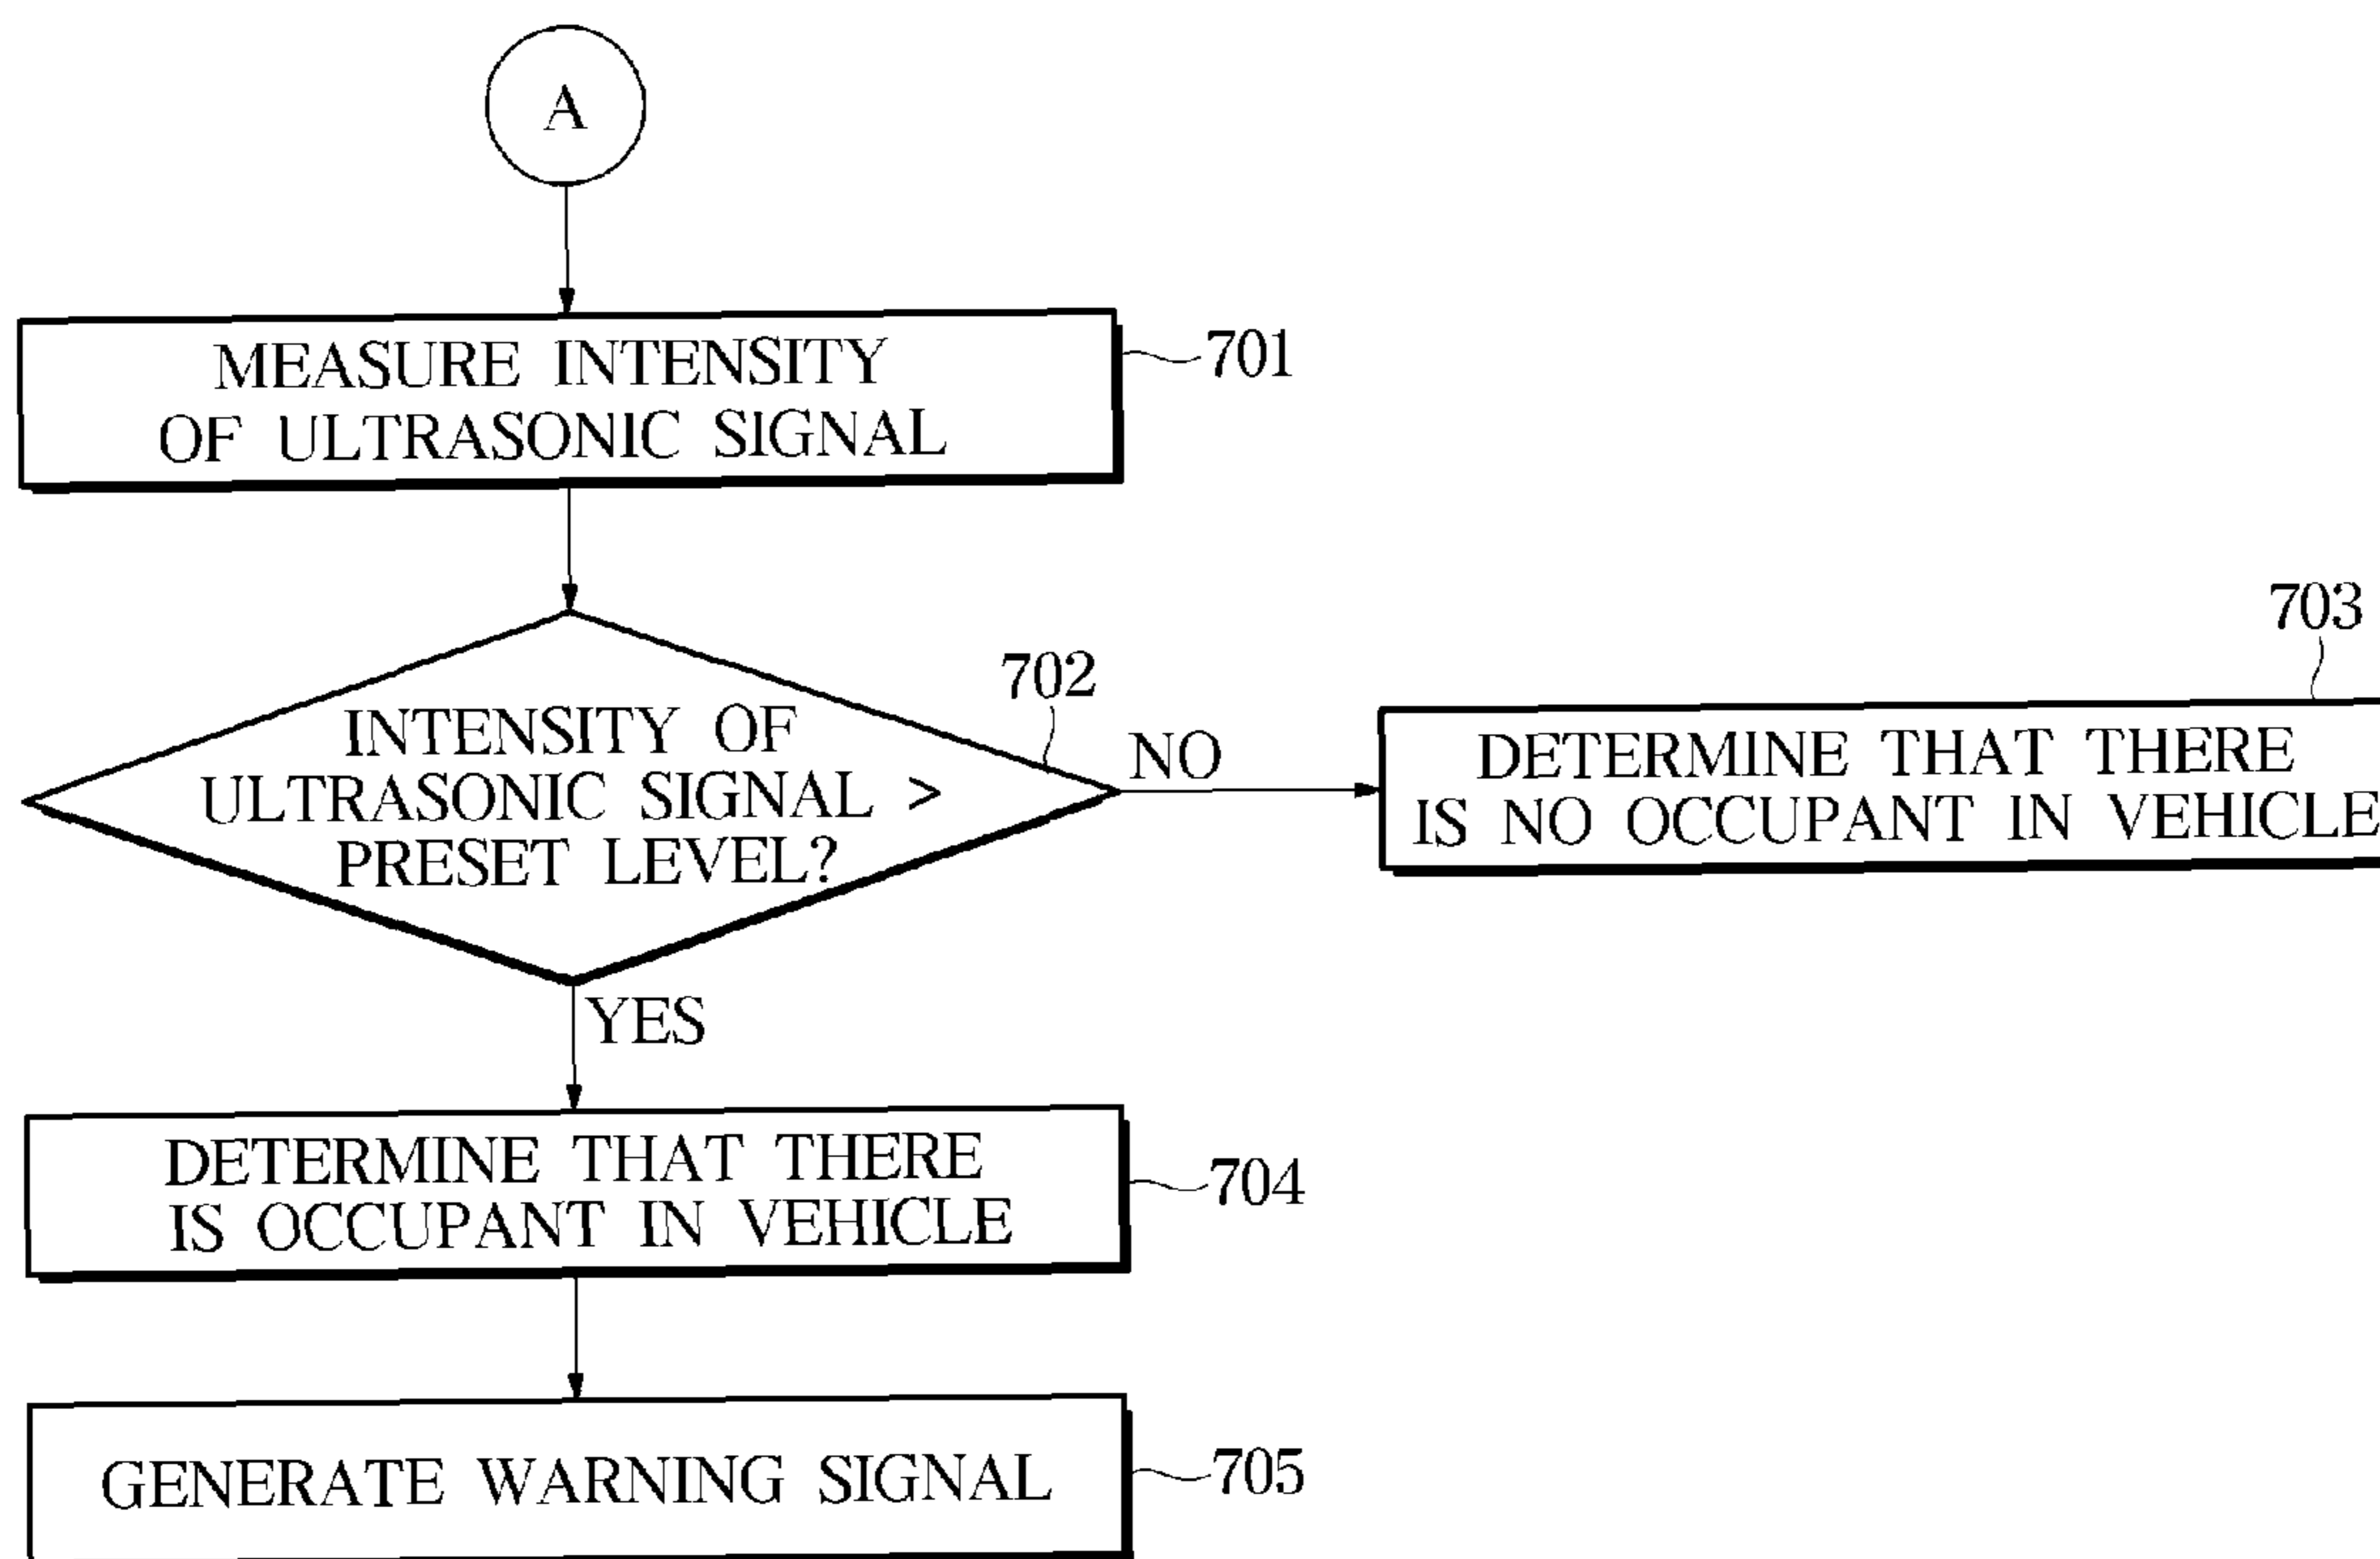 A
MEASURE INTENSITY
OF ULTRASONIC SIGNAL
701
702
INTENSITY OF
ULTRASONIC SIGNAL >
PRESET LEVEL?
NO
703
DETERMINE THAT THERE
IS NO OCCUPANT IN VEHICLE
YES
DETERMINE THAT THERE
IS OCCUPANT IN VEHICLE
704
GENERATE WARNING SIGNAL
705